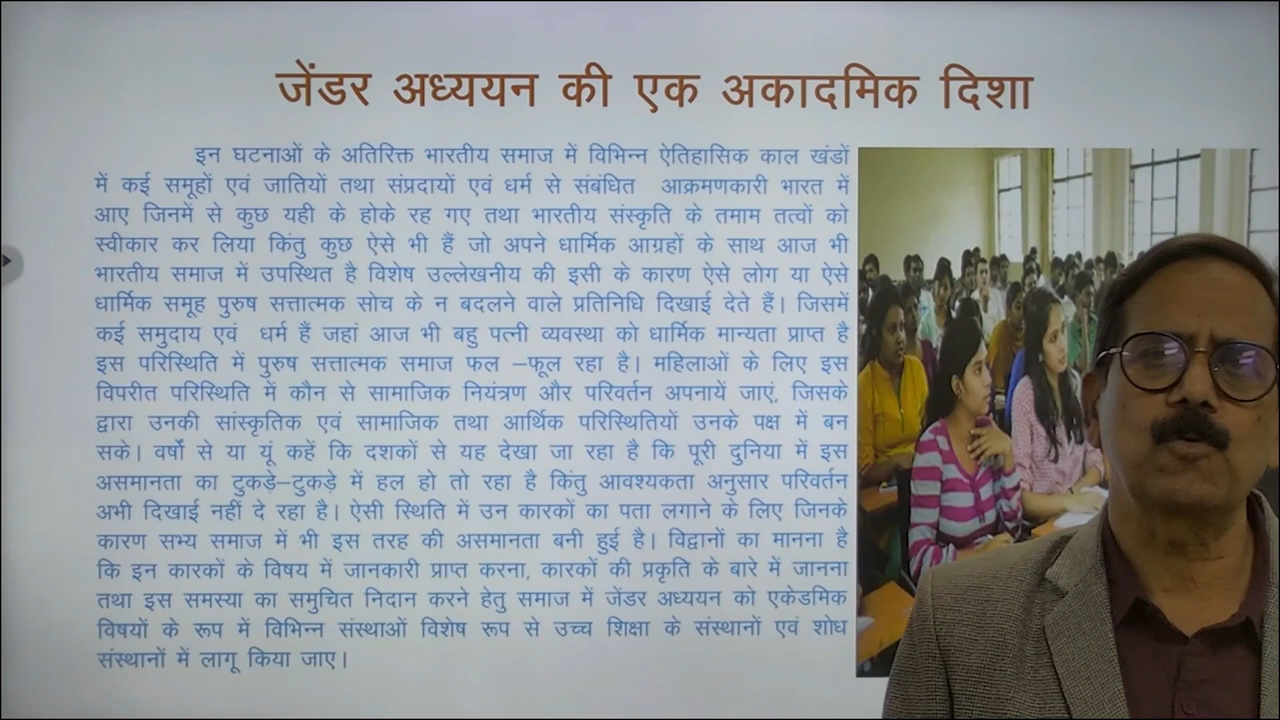 जेंडर अध्ययन की एक अकादमिक दिशा
इन घटनाओं के अतिरिक्त भारतीय समाज में विभिन्न ऐतिहासिक काल खंडों
में कई समूहों एवं जातियों तथा संप्रदायों एवं धर्म से संबंधित आक्रमणकारी भारत में
आए जिनमें से कुछ यही के होके रह गए तथा भारतीय संस्कृति के तमाम तत्वों को
स्वीकार कर लिया किंतु कुछ ऐसे भी हैं जो अपने धार्मिक आग्रहों के साथ आज भी
भारतीय समाज में उपस्थित है विशेष उल्लेखनीय की इसी के कारण ऐसे लोग या ऐसे
धार्मिक समूह पुरुष सत्तात्मक सोच के न बदलने वाले प्रतिनिधि दिखाई देते हैं। जिसमें
कई समुदाय एवं धर्म हैं जहां आज भी बहु पत्नी व्यवस्था को धार्मिक मान्यता प्राप्त है
इस परिस्थिति में पुरुष सत्तात्मक समाज फल –फूल रहा है। महिलाओं के लिए इस
विपरीत परिस्थिति में कौन से सामाजिक नियंत्रण और परिवर्तन अपनायें जाएं, जिसके
द्वारा उनकी सांस्कृतिक एवं सामाजिक तथा आर्थिक परिस्थितियों उनके पक्ष में बन
सके। वर्षों से या यूं कहें कि दशकों से यह देखा जा रहा है कि पूरी दुनिया में इस
असमानता का टुकड़े–टुकड़े में हल हो तो रहा है किंतु आवश्यकता अनुसार परिवर्तन
अभी दिखाई नहीं दे रहा है। ऐसी स्थिति में उन कारकों का पता लगाने के लिए जिनके
कारण सभ्य समाज में भी इस तरह की असमानता बनी हुई है। विद्वानों का मानना है
कि इन कारकों के विषय में जानकारी प्राप्त करना, कारकों की प्रकृति के बारे में जानना
तथा इस समस्या का समुचित निदान करने हेतु समाज में जेंडर अध्ययन को एकेडमिक
विषयों के रूप में विभिन्न संस्थाओं विशेष रूप से उच्च शिक्षा के संस्थानों एवं शोध
संस्थानों में लागू किया जाए।